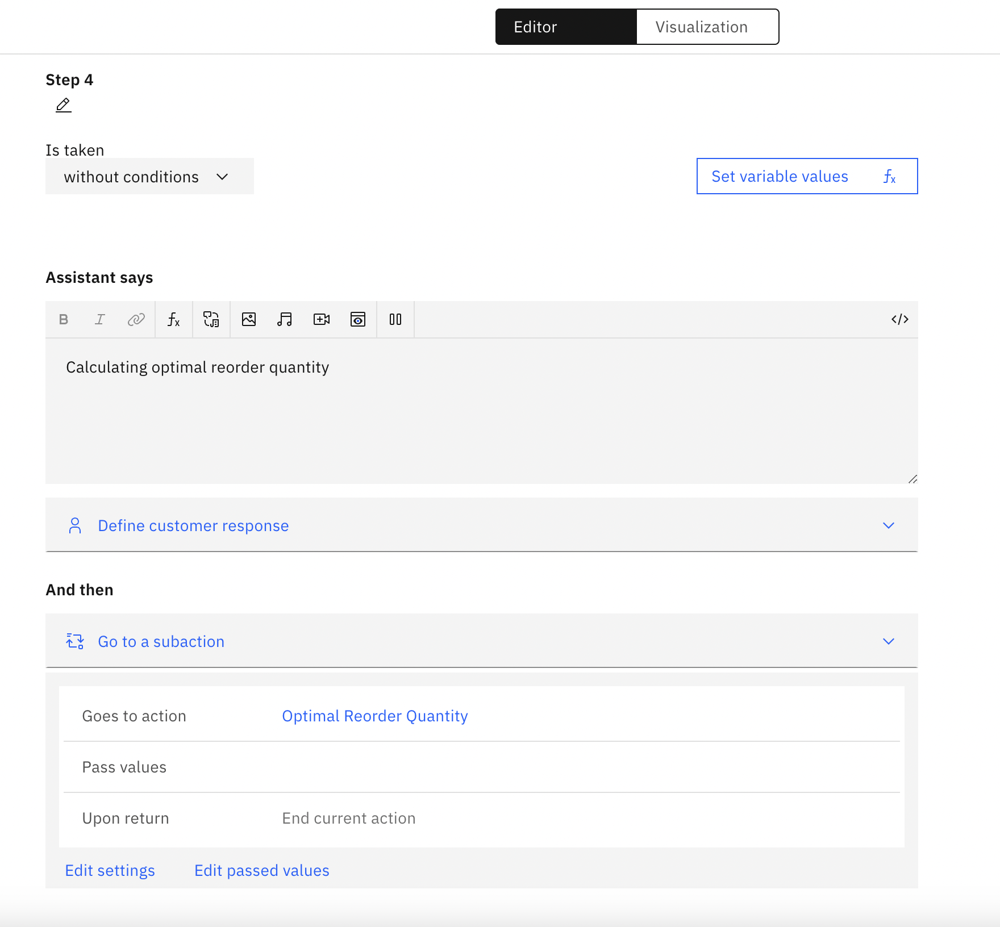 Editor
Visualization
Step 4
Is taken
without conditions
Set variable values fx
Assistant says
B I fx </>
Calculating optimal reorder quantity
Define customer response
And then
Go to a subaction
Goes to action Optimal Reorder Quantity
Pass values
Upon return End current action
Edit settings Edit passed values